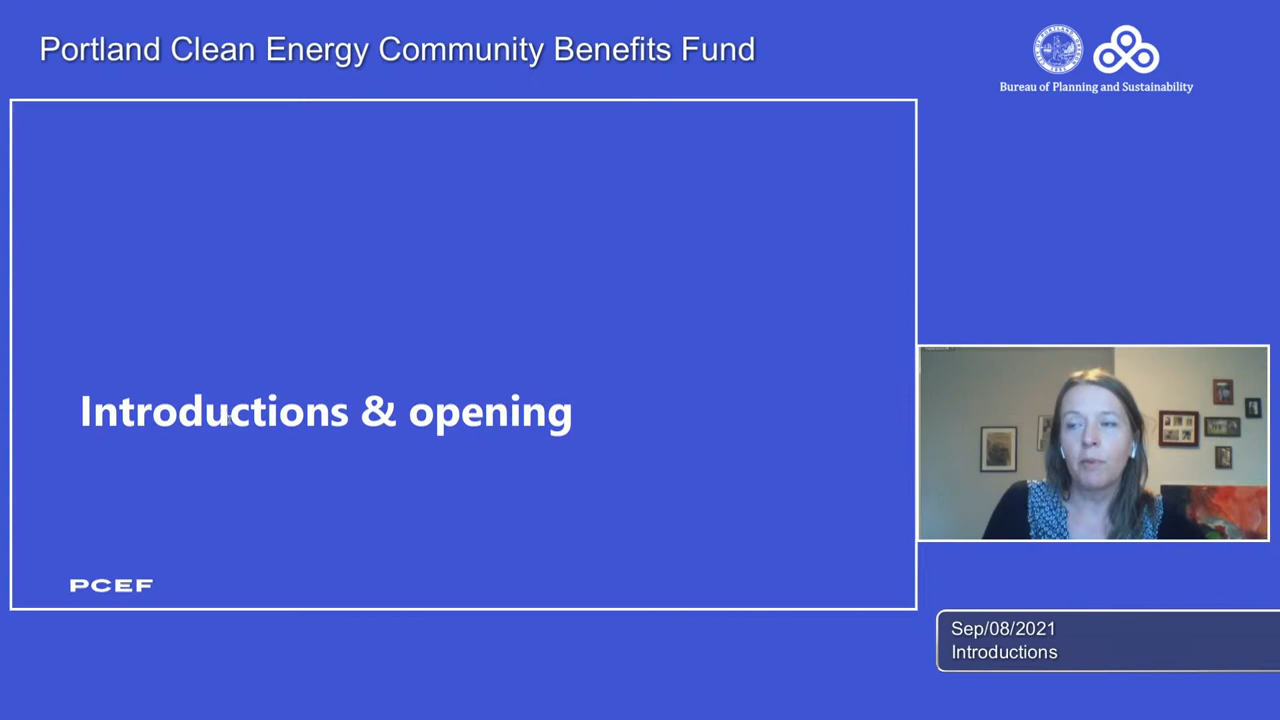 Portland Clean Energy Community Benefits Fund
Bureau of Planning and Sustainability
Introductions & opening
PCEF
Sep/08/2021
Introductions